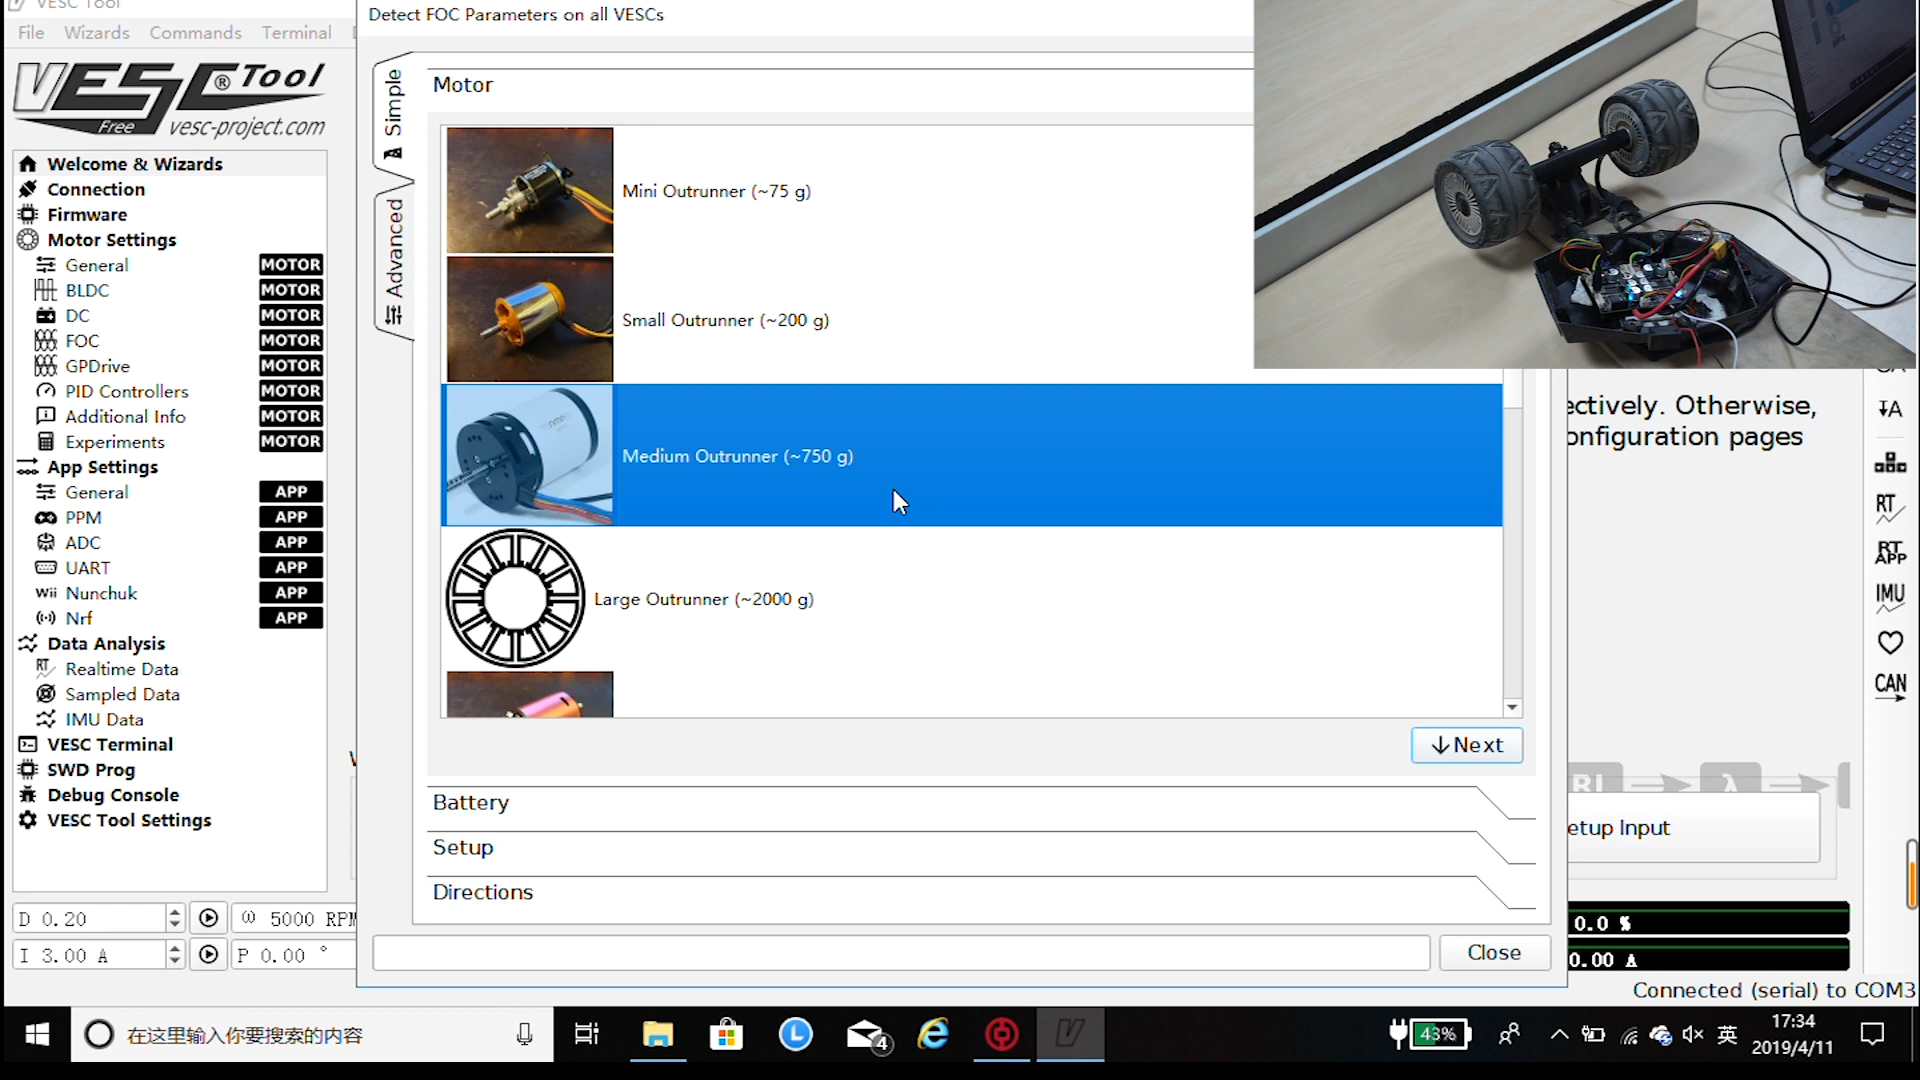 VESC Tool
Detect FOC Parameters on all VESCs
File Wizards Commands Terminal
VESC® Tool
Free vesc-project.com
Welcome & Wizards
Connection
Firmware
Motor Settings
General MOTOR
BLDC MOTOR
DC MOTOR
FOC MOTOR
GPDrive MOTOR
PID Controllers MOTOR
Additional Info MOTOR
Experiments MOTOR
App Settings
General APP
PPM APP
ADC APP
UART APP
Wii Nunchuk APP
Nrf APP
Data Analysis
RT Realtime Data
Sampled Data
IMU Data
VESC Terminal
SWD Prog
Debug Console
VESC Tool Settings
D 0.20
ω 5000 RPM
I 3.00 A
P 0.00 °
Simple
Advanced
Motor
Mini Outrunner (~75 g)
Small Outrunner (~200 g)
Medium Outrunner (~750 g)
Large Outrunner (~2000 g)
Next
Battery
Setup
Directions
Close
ectively. Otherwise,
onfiguration pages
RL λ
etup Input
0.0 %
0.00 A
A
RT
RT
APP
IMU
CAN
Connected (serial) to COM3
在这里输入你要搜索的内容
4
43%
英
17:34
2019/4/11